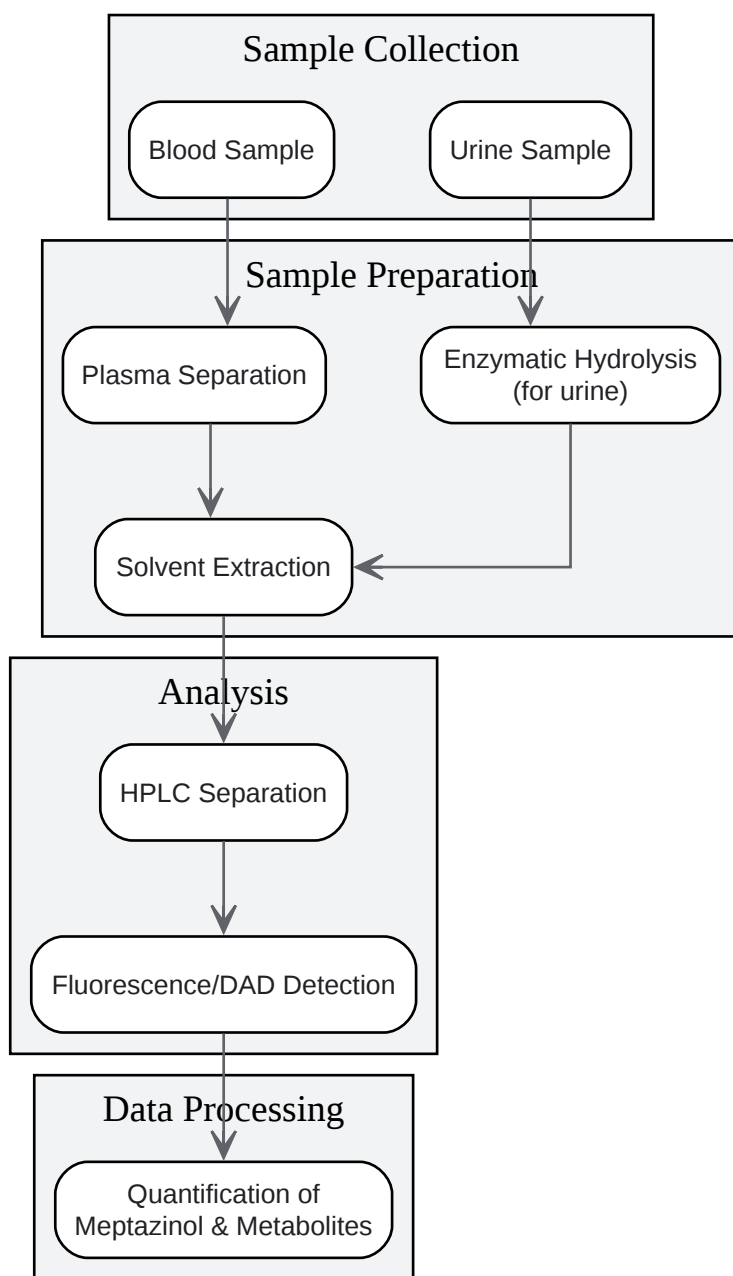 Sample Collection
Blood Sample
Urine Sample
Sample Preparation
Plasma Separation
Enzymatic Hydrolysis
(for urine)
Solvent Extraction
Analysis
HPLC Separation
Fluorescence/DAD Detection
Data Processing
Quantification of
Meptazinol & Metabolites